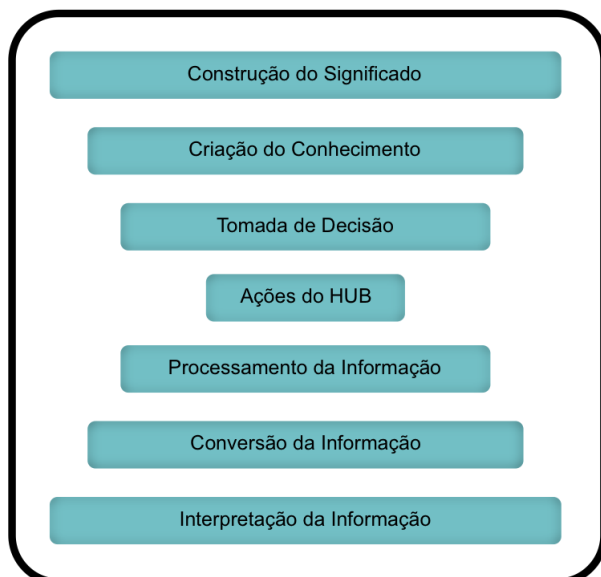 Construção do Significado
Criação do Conhecimento
Tomada de Decisão
Ações do HUB
Processamento da Informação
Conversão da Informação
Interpretação da Informação